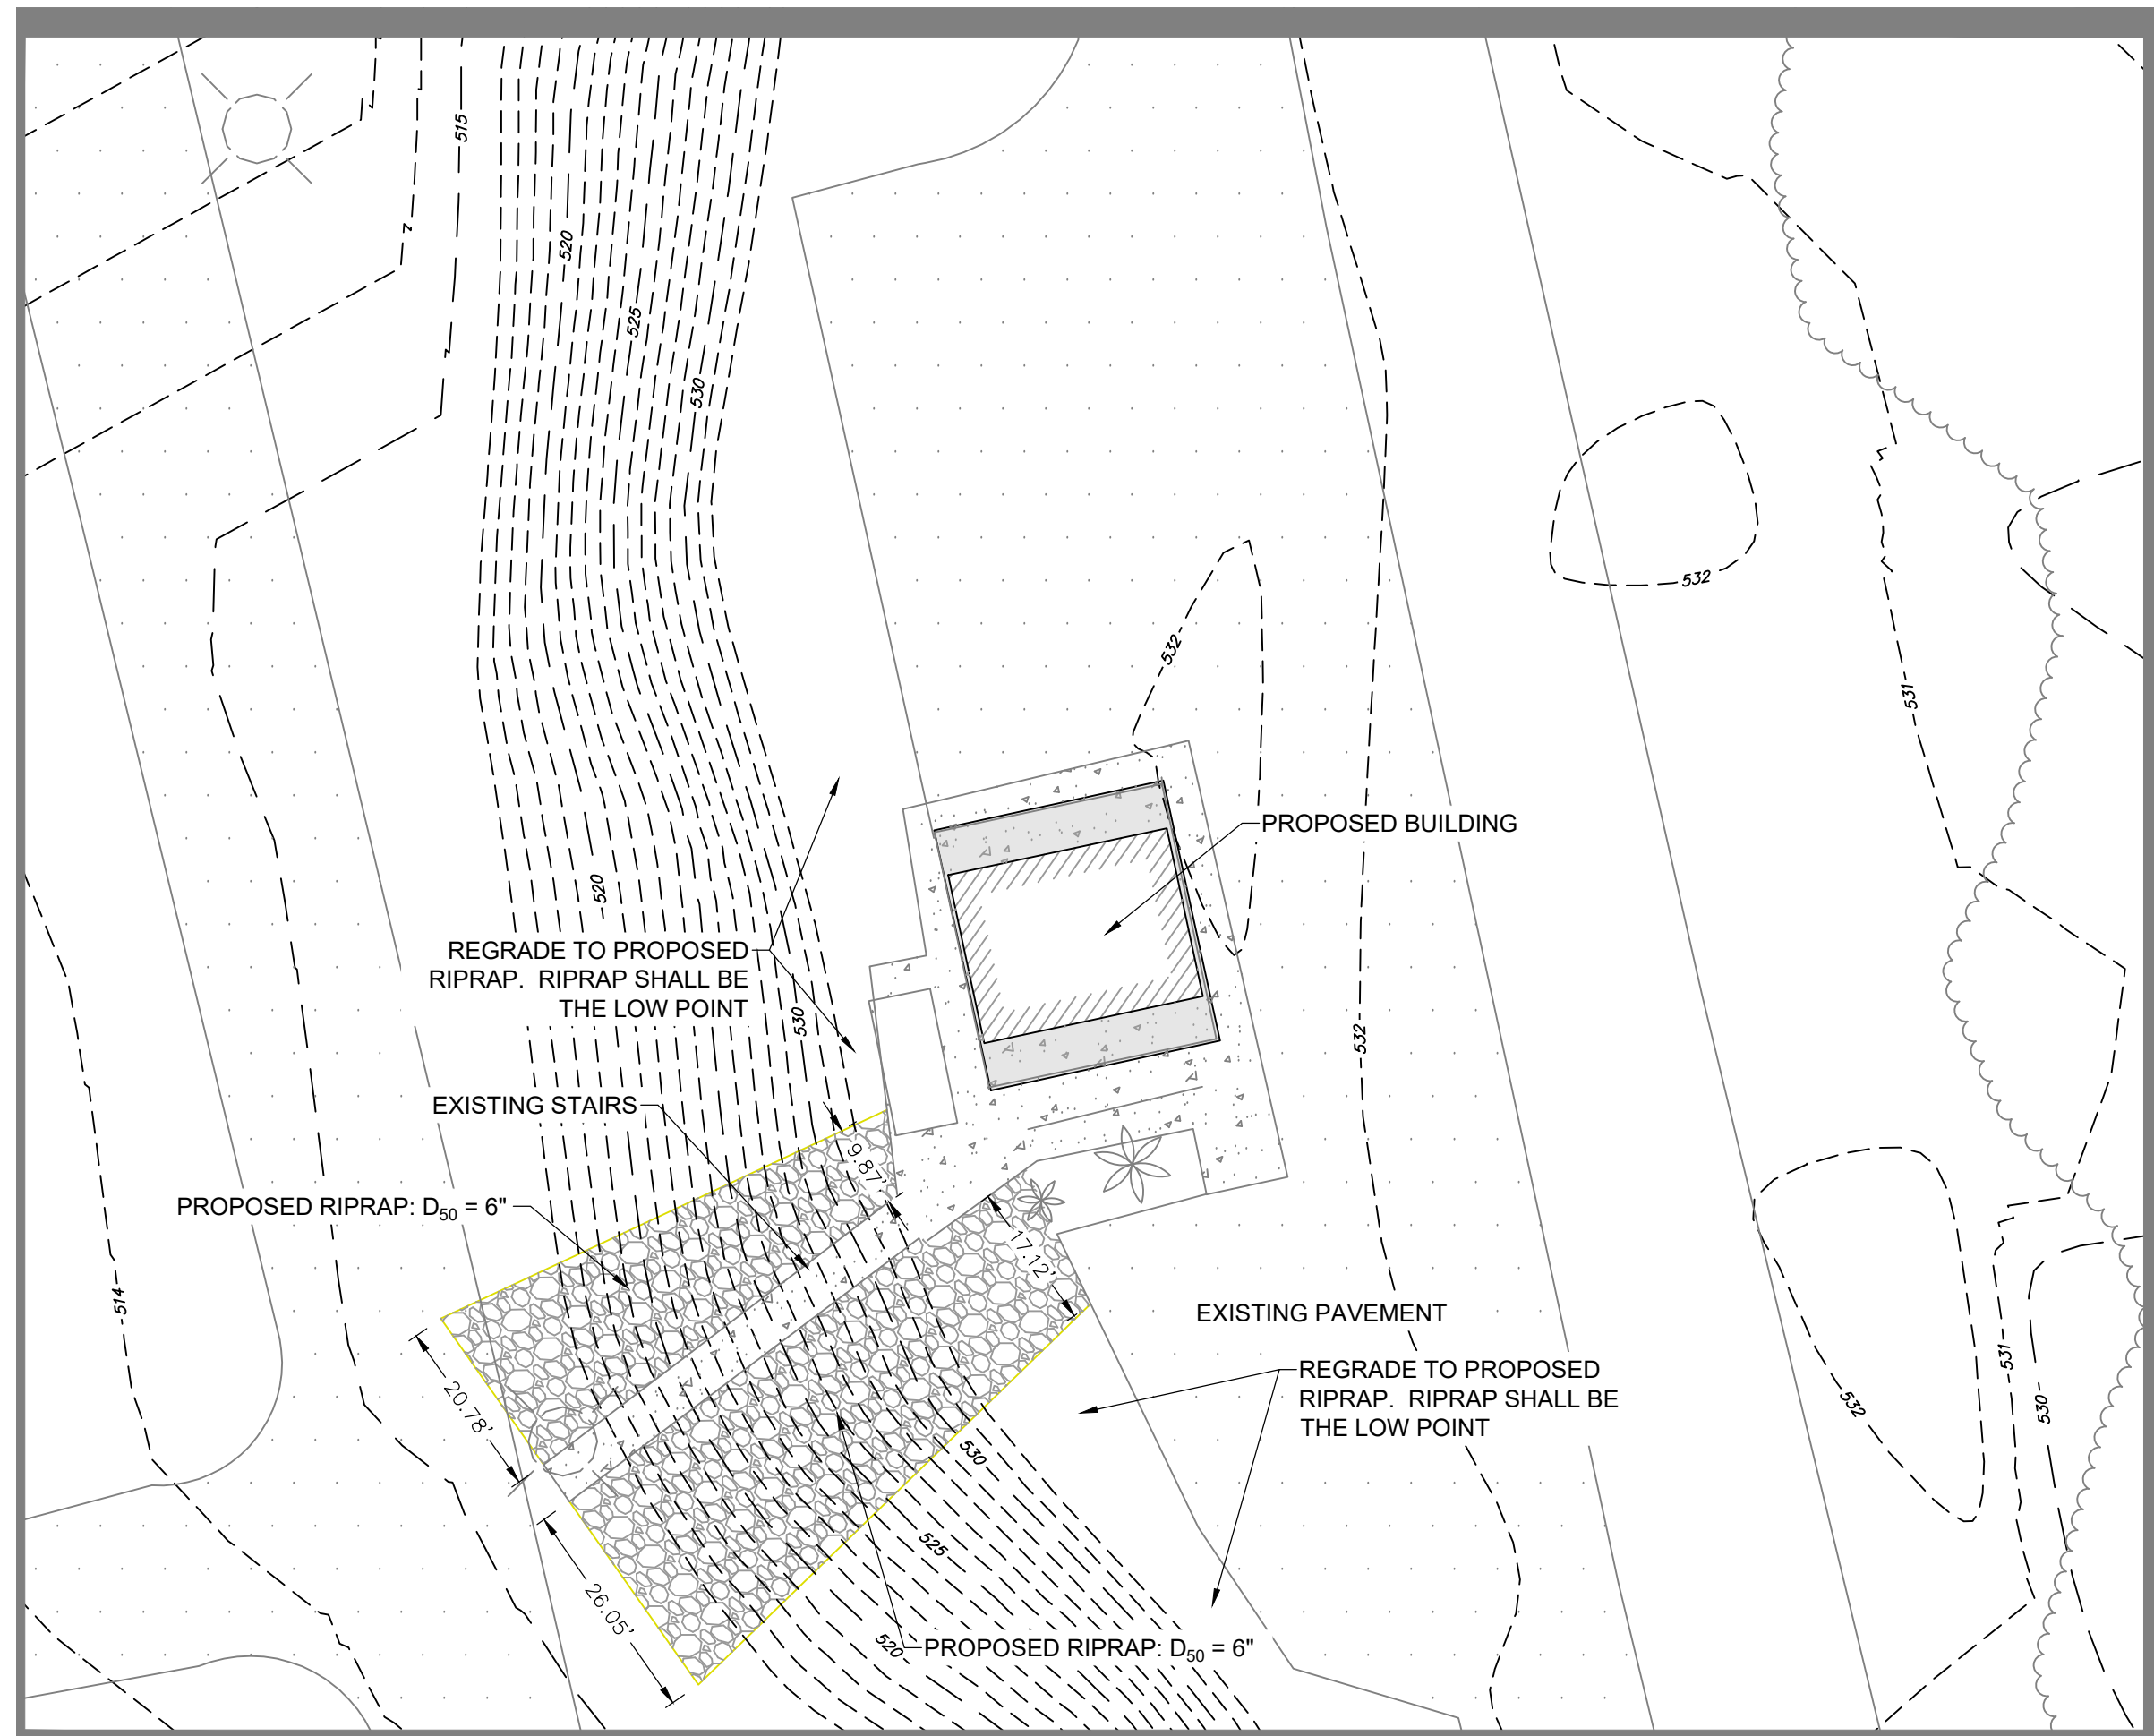 515
520
525
530
532
532
531
PROPOSED BUILDING
520
REGRADE TO PROPOSED
RIPRAP. RIPRAP SHALL BE
THE LOW POINT
530
532
EXISTING STAIRS
9.87'
PROPOSED RIPRAP: D50 = 6"
17.12'
514
EXISTING PAVEMENT
531
REGRADE TO PROPOSED
RIPRAP. RIPRAP SHALL BE
THE LOW POINT
20.78'
532
530
530
525
26.05'
520
PROPOSED RIPRAP: D50 = 6"